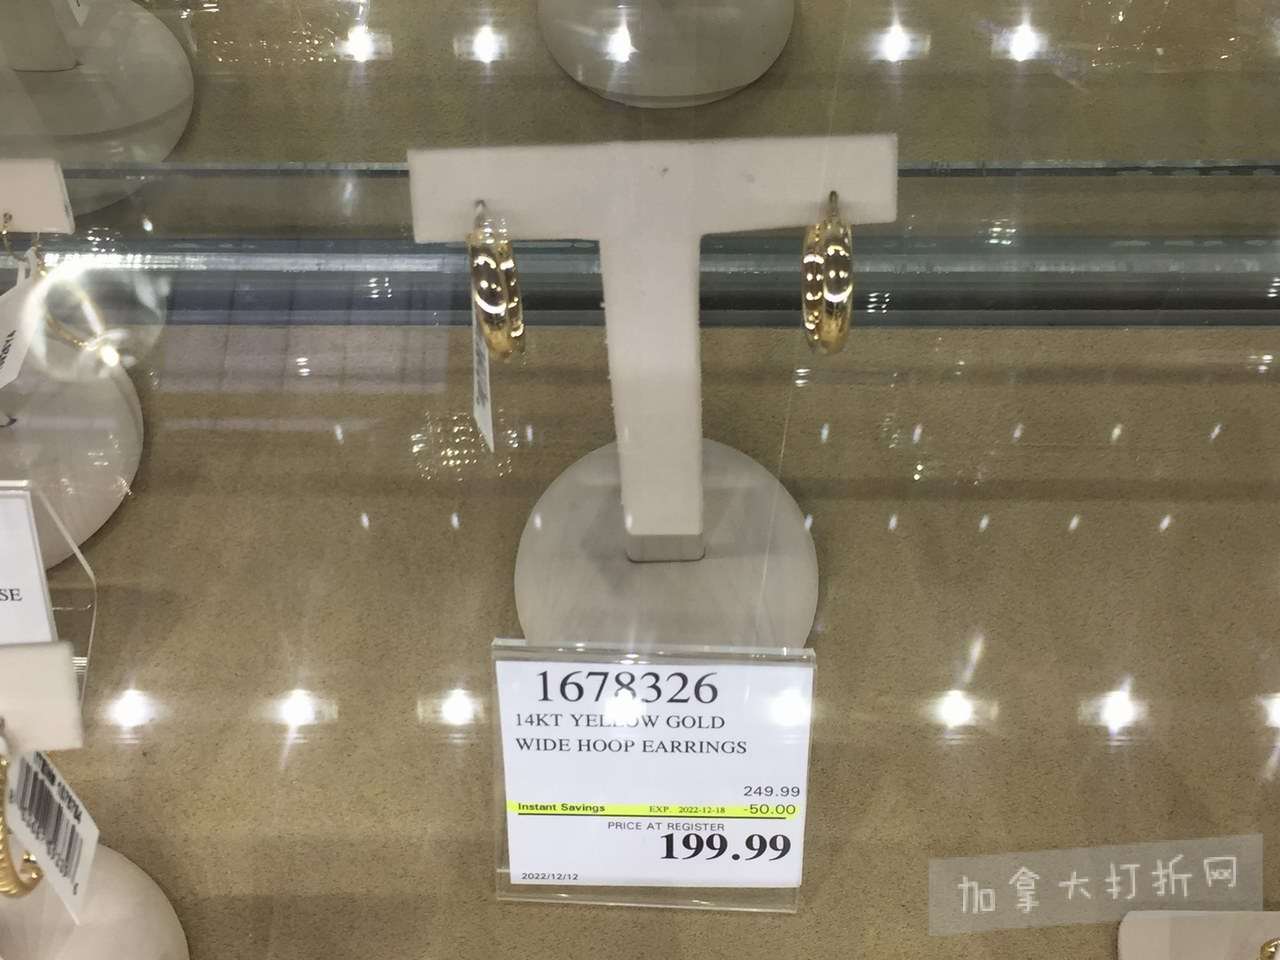 SE
1678326
14KT YELLOW GOLD
WIDE HOOP EARRINGS
249.99
Instant Savings EXP. 2022-12-18 -50.00
PRICE AT REGISTER
199.99
2022/12/12
加拿大打折网